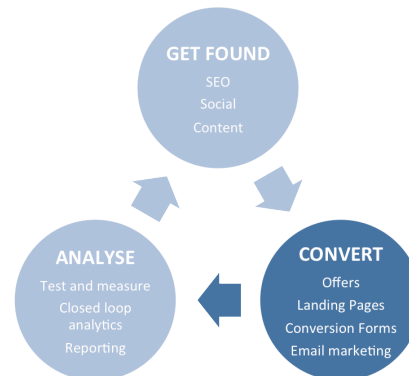 GET FOUND
SEO
Social
Content
CONVERT
Offers
Landing Pages
Conversion Forms
Email marketing
ANALYSE
Test and measure
Closed loop
analytics
Reporting